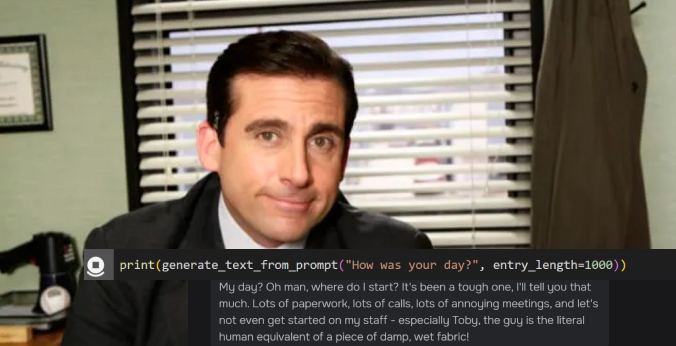 print(generate_text_from_prompt("How was your day?", entry_length=1000))
My day? Oh man, where do I start? It's been a tough one, I'll tell you that
much. Lots of paperwork, lots of calls, lots of annoying meetings, and let's
not even get started on my staff - especially Toby, the guy is the literal
human equivalent of a piece of damp, wet fabric!